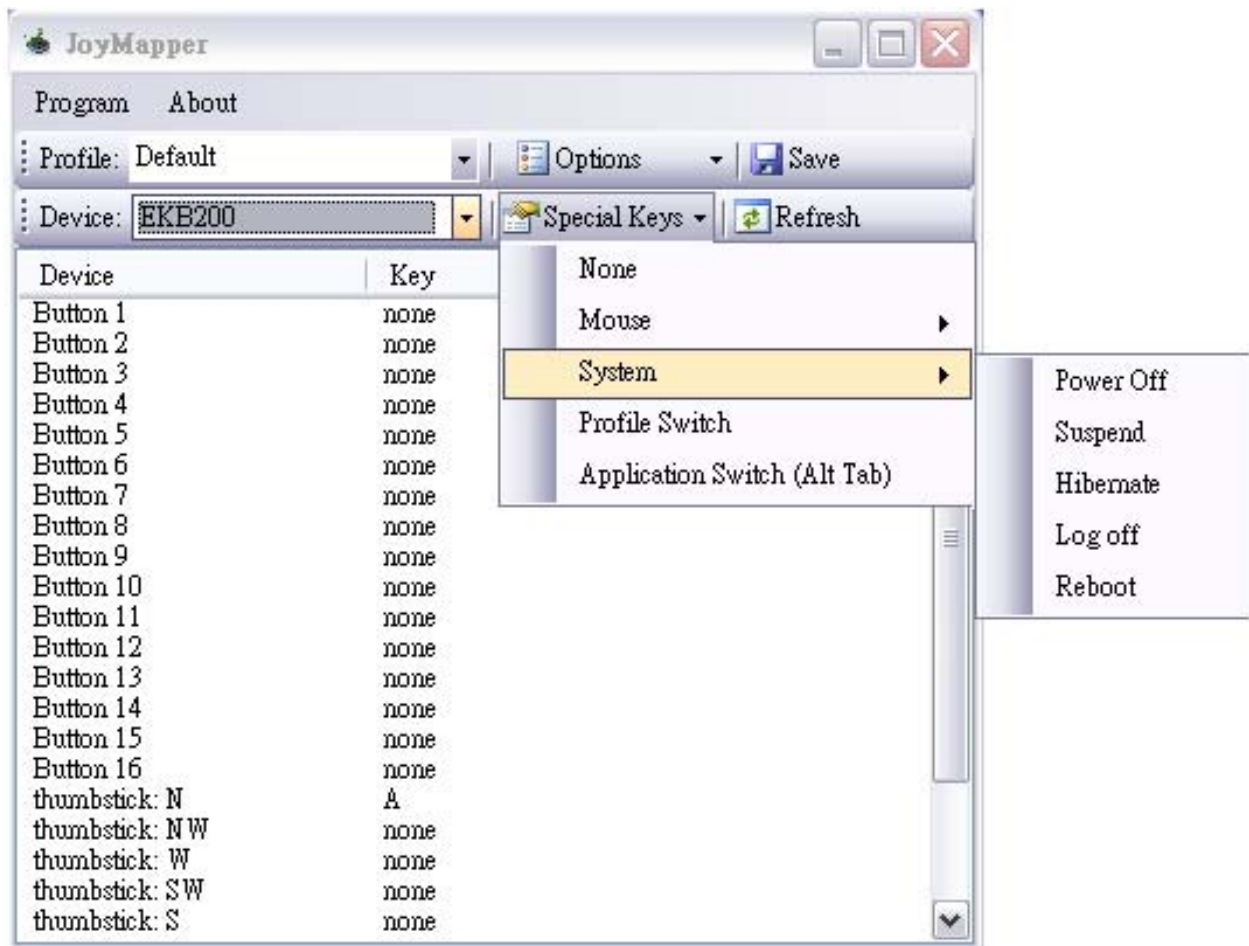 JoyMapper
Program About
Profile: Default Options Save
Device: EKB200 Special Keys Refresh
Device Key
None
Mouse
System
Profile Switch
Application Switch (Alt Tab)
Power Off
Suspend
Hibernate
Log off
Reboot
Button 1 none
Button 2 none
Button 3 none
Button 4 none
Button 5 none
Button 6 none
Button 7 none
Button 8 none
Button 9 none
Button 10 none
Button 11 none
Button 12 none
Button 13 none
Button 14 none
Button 15 none
Button 16 none
thumbstick: N A
thumbstick: NW none
thumbstick: W none
thumbstick: SW none
thumbstick: S none